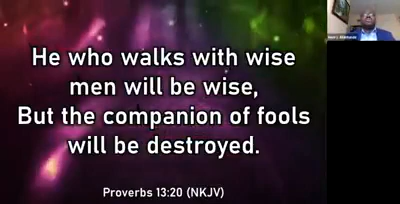 He who walks with wise
men will be wise,
But the companion of fools
will be destroyed.
Proverbs 13:20 (NKJV)